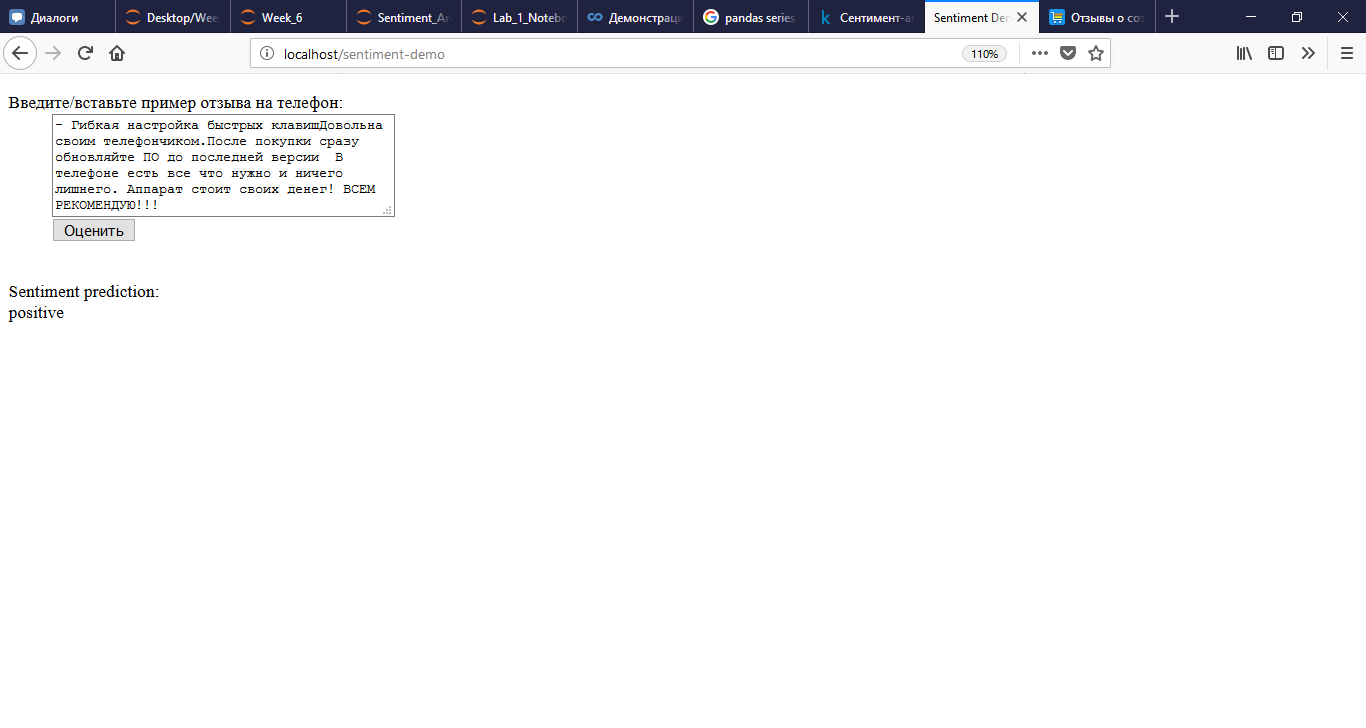 Диалоги
Desktop/Wee
Week_6
Sentiment_An
Lab_1_Notebo
Демонстраци
pandas series
Сентимент-а
Sentiment Den
Отзывы о сот
localhost/sentiment-demo
110%
Введите/вставьте пример отзыва на телефон:
- Гибкая настройка быстрых клавишДовольна
своим телефончиком.После покупки сразу
обновляйте ПО до последней версии  В
телефоне есть все что нужно и ничего
лишнего. Аппарат стоит своих денег! ВСЕМ
РЕКОМЕНДУЮ!!!
Оценить
Sentiment prediction:
positive